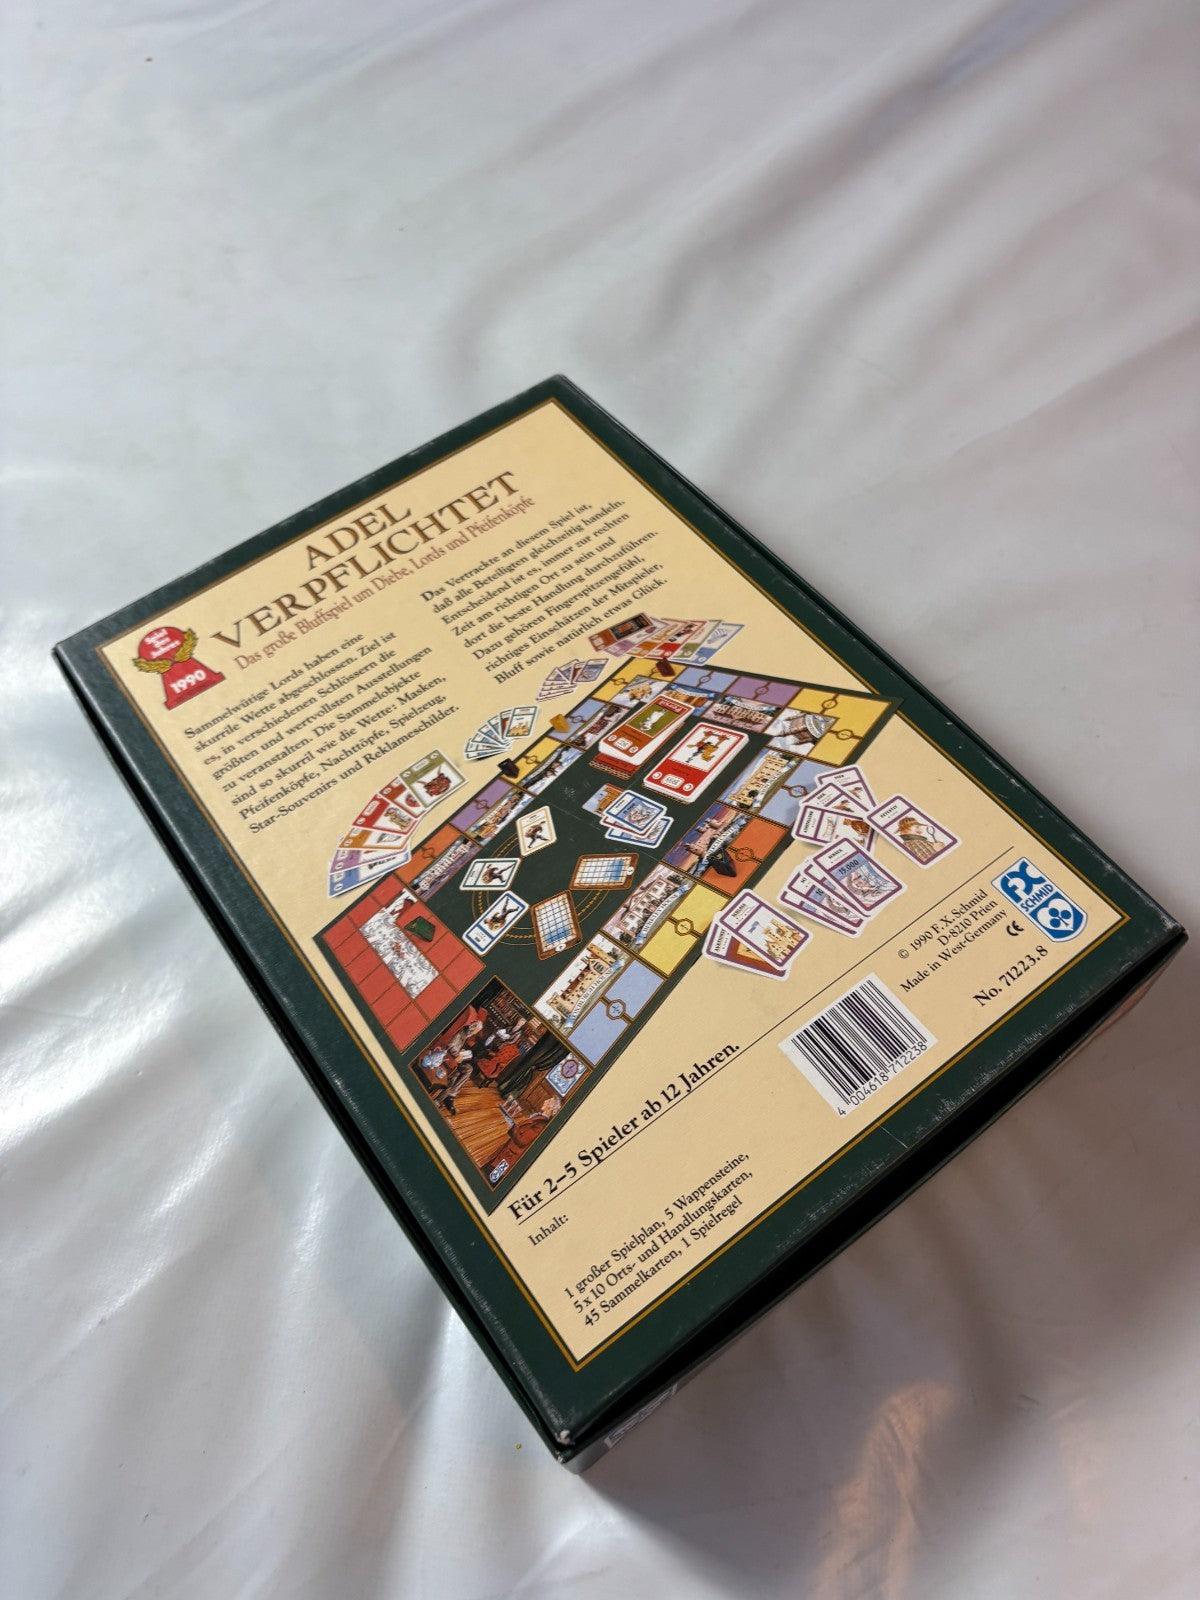 ADEL
VERPFLICHTET
Das große Bluffspiel um Diebe, Lords und Pfeifenköpfe
Spiel
Des
Jahres
1990
Sammelwürtige Lords haben eine
skurrile Wette abgeschlossen. Ziel ist
es, in verschiedenen Schlössern die
größten und wertvollsten Ausstellungen
zu veranstalten. Die Sammelobjekte
sind so skurril wie die Wette: Masken,
Pfeifenköpfe, Nachttöpfe, Spielzeug,
Star-Souvenirs und Reklameschilder.
Das Vertrackte an diesem Spiel ist,
daß alle Beteiligten gleichzeitig handeln.
Entscheidend ist es, immer zur rechten
Zeit am richtigen Ort zu sein und
dort die beste Handlung durchzuführen.
Dazu gehören Fingerspitzengefühl,
richtiges Einschätzen der Mitspieler,
Bluff sowie natürlich etwas Glück.
15.000
FX
SCHMID
© 1990 F.X. Schmid
D-8210 Prien
Made in West-Germany
CE
No. 71223.8
4 004618 712238
Für 2–5 Spieler ab 12 Jahren.
Inhalt:
1 großer Spielplan, 5 Wappensteine,
5x10 Orts- und Handlungskarten,
45 Sammelkarten, 1 Spielregel